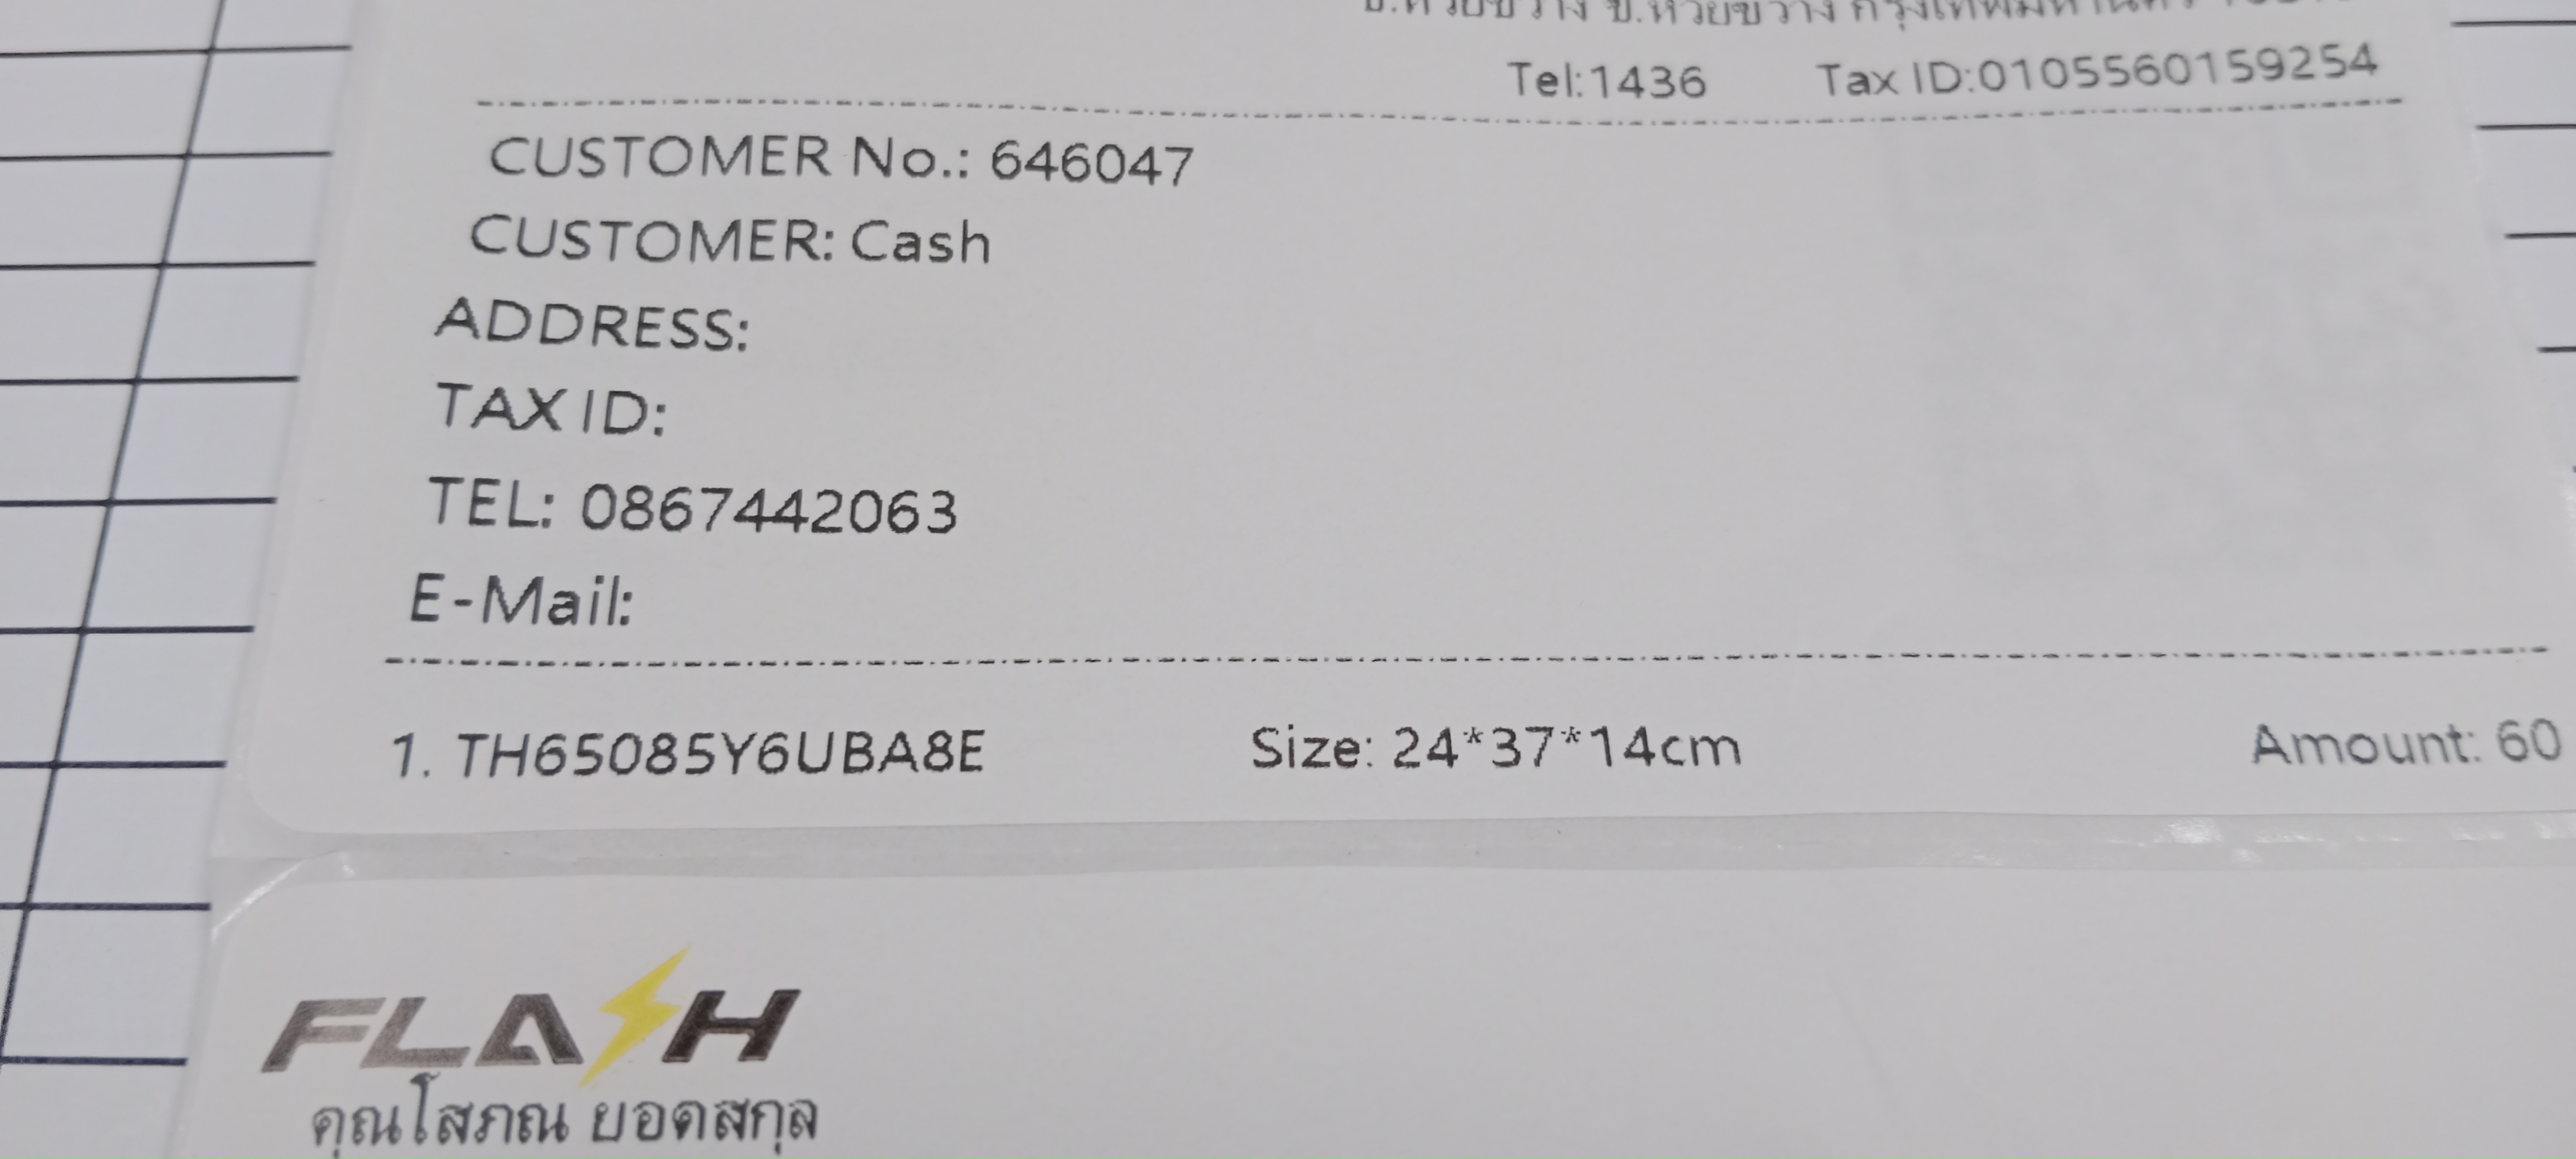 Tel:1436 Tax ID:0105560159254
CUSTOMER No.: 646047
CUSTOMER: Cash
ADDRESS:
TAX ID:
TEL: 0867442063
E-Mail:
1. TH65085Y6UBA8E Size: 24*37*14cm Amount: 60
FLASH
คุณโสภณ ยอดสกุล